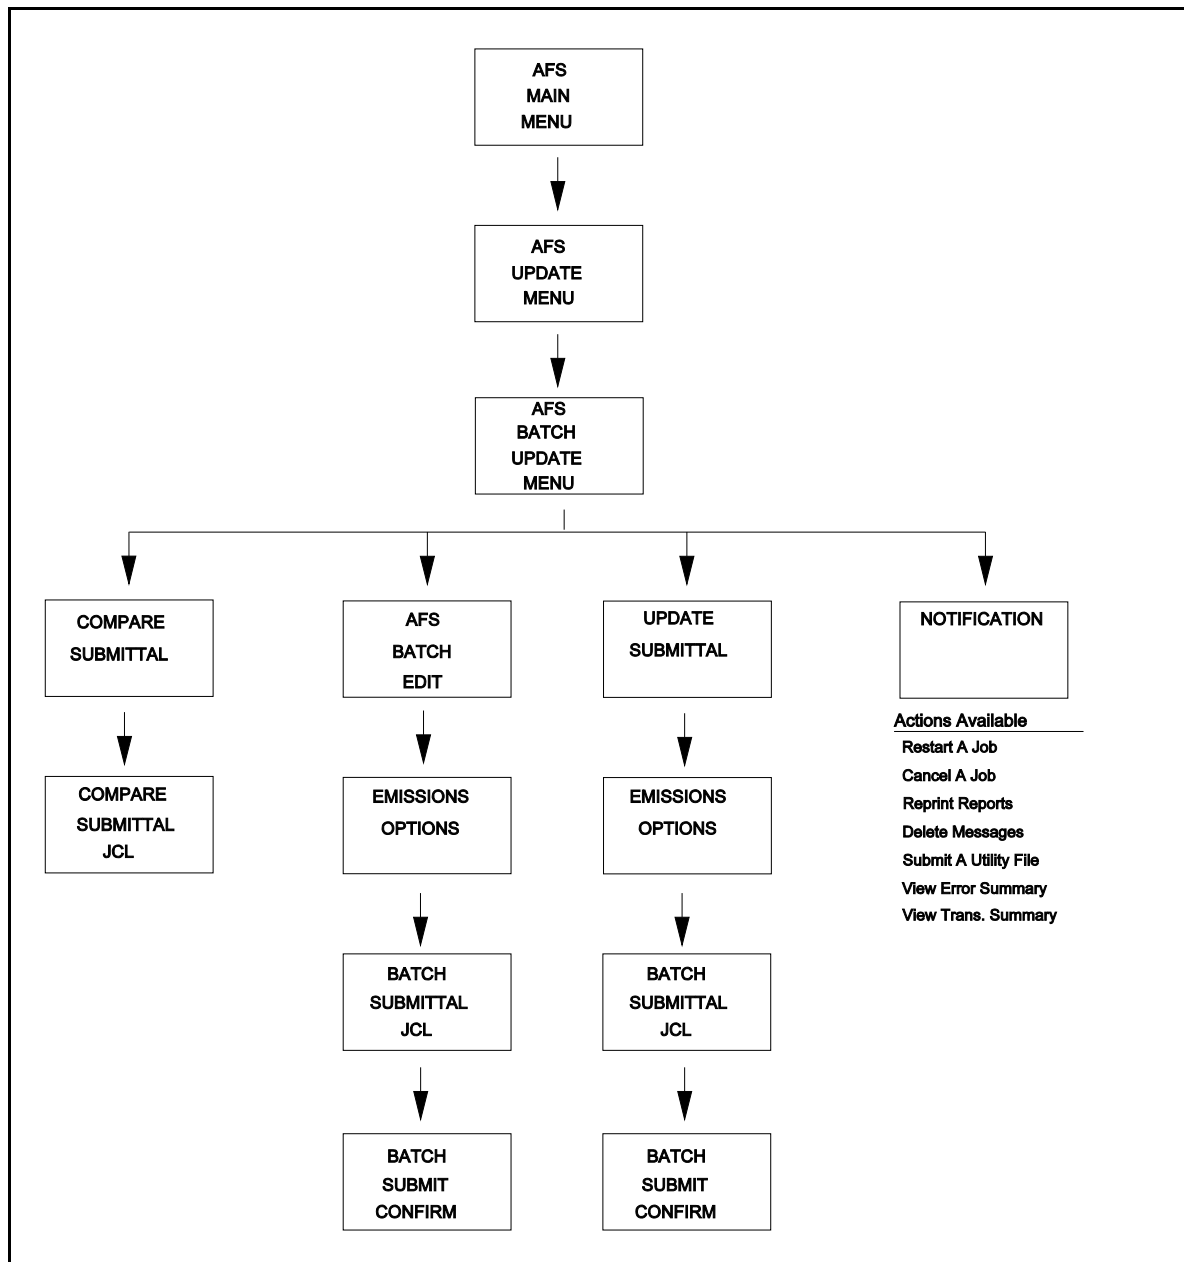 AFS
MAIN
MENU
AFS
UPDATE
MENU
AFS
BATCH
UPDATE
MENU
COMPARE
SUBMITTAL
AFS
BATCH
EDIT
UPDATE
SUBMITTAL
NOTIFICATION
COMPARE
SUBMITTAL
JCL
EMISSIONS
OPTIONS
EMISSIONS
OPTIONS
Actions Available
Restart A Job
Cancel A Job
Reprint Reports
Delete Messages
Submit A Utility File
View Error Summary
View Trans. Summary
BATCH
SUBMITTAL
JCL
BATCH
SUBMITTAL
JCL
BATCH
SUBMIT
CONFIRM
BATCH
SUBMIT
CONFIRM